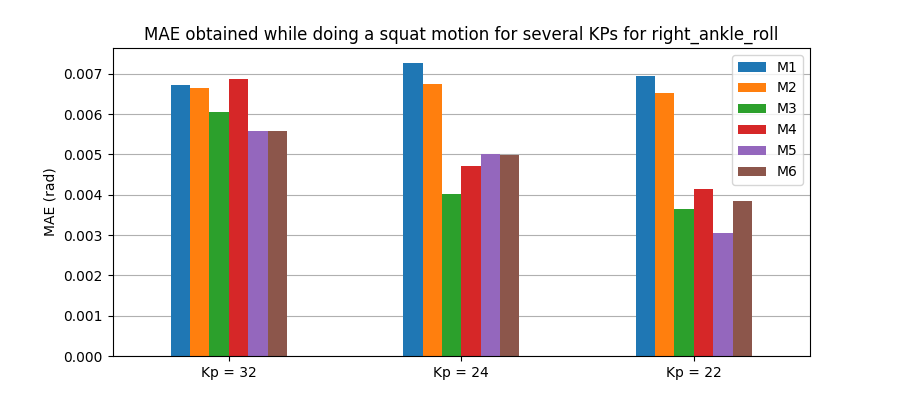 MAE obtained while doing a squat motion for several KPs for right_ankle_roll
MAE (rad)
0.007
0.006
0.005
0.004
0.003
0.002
0.001
0.000
M1
M2
M3
M4
M5
M6
Kp = 32
Kp = 24
Kp = 22